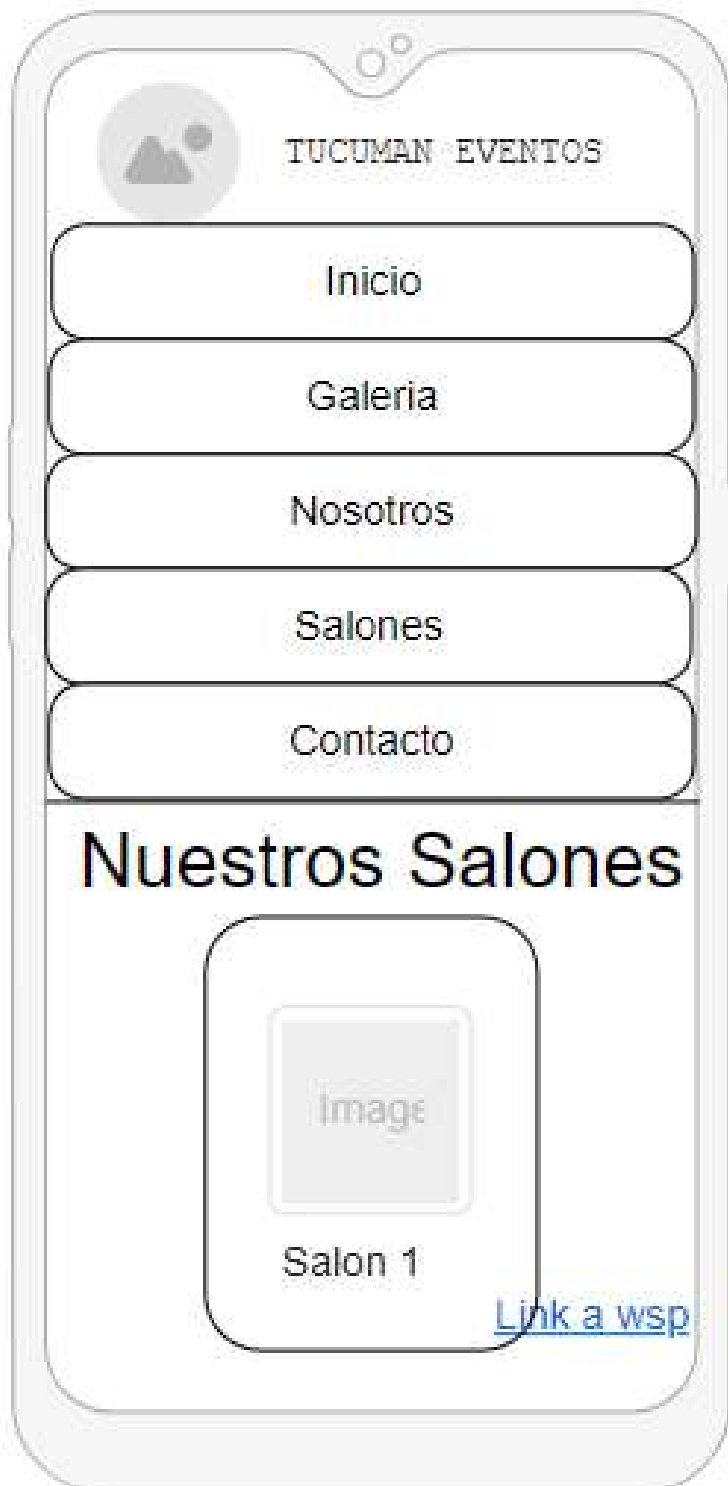 TUCUMAN EVENTOS
Inicio
Galeria
Nosotros
Salones
Contacto
Nuestros Salones
Image
Salon 1
Link a wsp